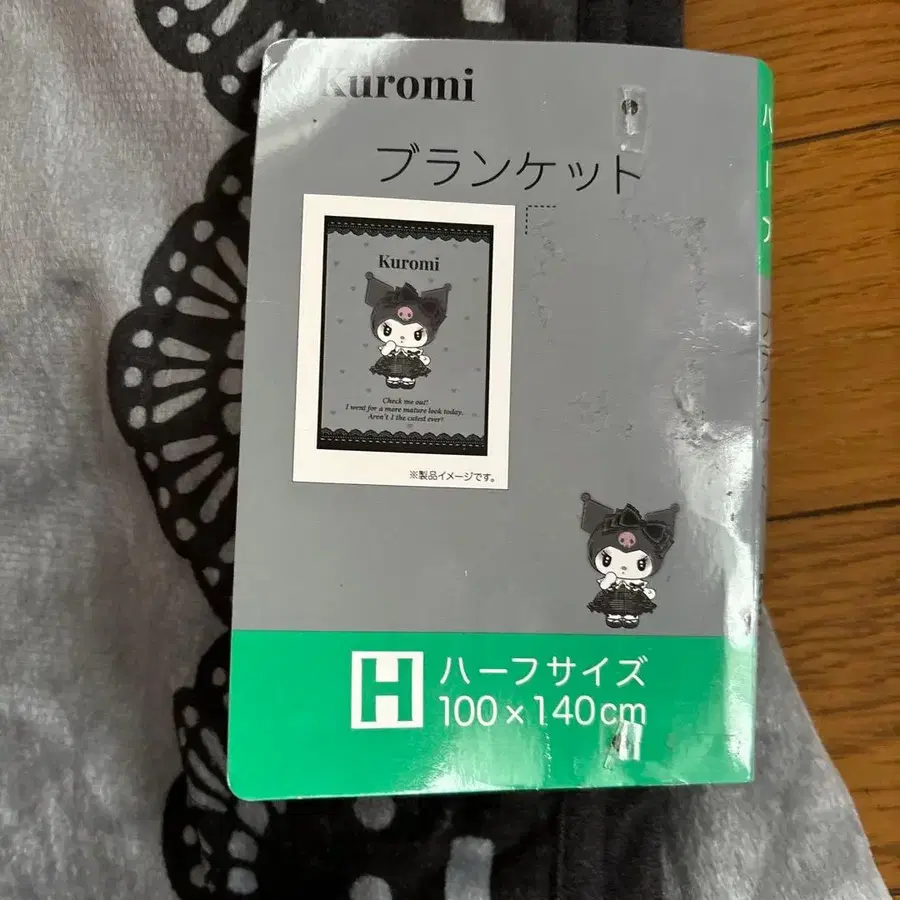 Kuromi
ブランケット
Kuromi
Check me out!
I went for a more mature look today.
Aren't I the cutest ever?
※製品イメージです。
H ハーフサイズ
100×140cm